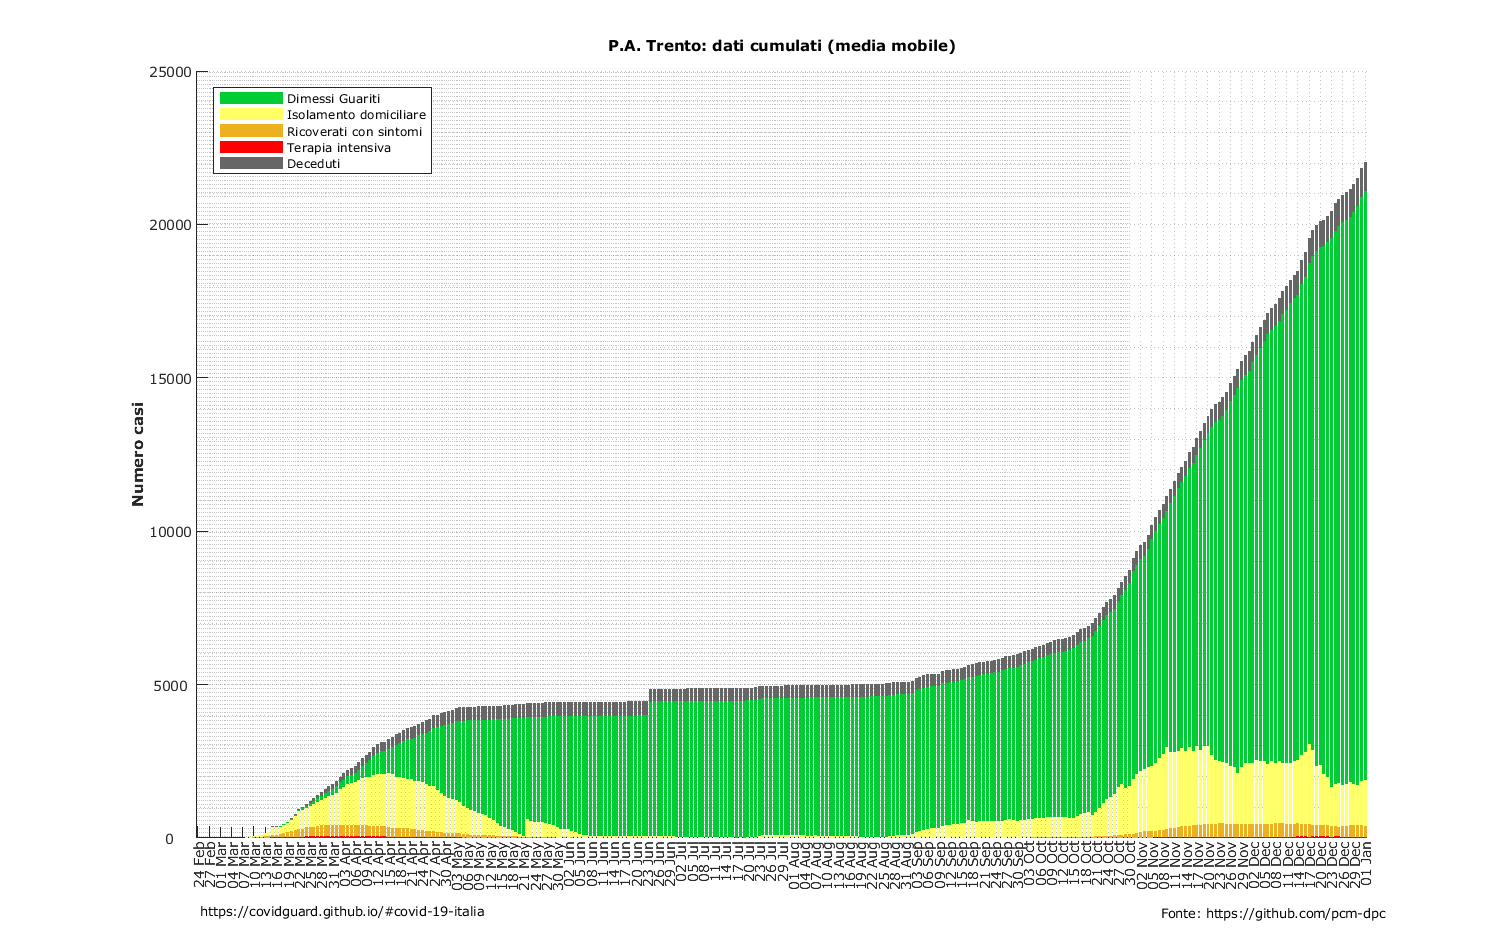 P.A. Trento: dati cumulati (media mobile)
25000
20000
15000
10000
5000
0
Numero casi
Dimessi Guariti
Isolamento domiciliare
Ricoverati con sintomi
Terapia intensiva
Deceduti
24 Feb
27 Feb
01 Mar
04 Mar
07 Mar
10 Mar
13 Mar
16 Mar
19 Mar
22 Mar
25 Mar
28 Mar
31 Mar
03 Apr
06 Apr
09 Apr
12 Apr
15 Apr
18 Apr
21 Apr
24 Apr
27 Apr
30 Apr
03 May
06 May
09 May
12 May
15 May
18 May
21 May
24 May
27 May
30 May
02 Jun
05 Jun
08 Jun
11 Jun
14 Jun
17 Jun
20 Jun
23 Jun
26 Jun
29 Jun
02 Jul
05 Jul
08 Jul
11 Jul
14 Jul
17 Jul
20 Jul
23 Jul
26 Jul
29 Jul
01 Aug
04 Aug
07 Aug
10 Aug
13 Aug
16 Aug
19 Aug
22 Aug
25 Aug
28 Aug
31 Aug
03 Sep
06 Sep
09 Sep
12 Sep
15 Sep
18 Sep
21 Sep
24 Sep
27 Sep
30 Sep
03 Oct
06 Oct
09 Oct
12 Oct
15 Oct
18 Oct
21 Oct
24 Oct
27 Oct
30 Oct
02 Nov
05 Nov
08 Nov
11 Nov
14 Nov
17 Nov
20 Nov
23 Nov
26 Nov
29 Nov
02 Dec
05 Dec
08 Dec
11 Dec
14 Dec
17 Dec
20 Dec
23 Dec
26 Dec
29 Dec
01 Jan
https://covidguard.github.io/#covid-19-italia
Fonte: https://github.com/pcm-dpc